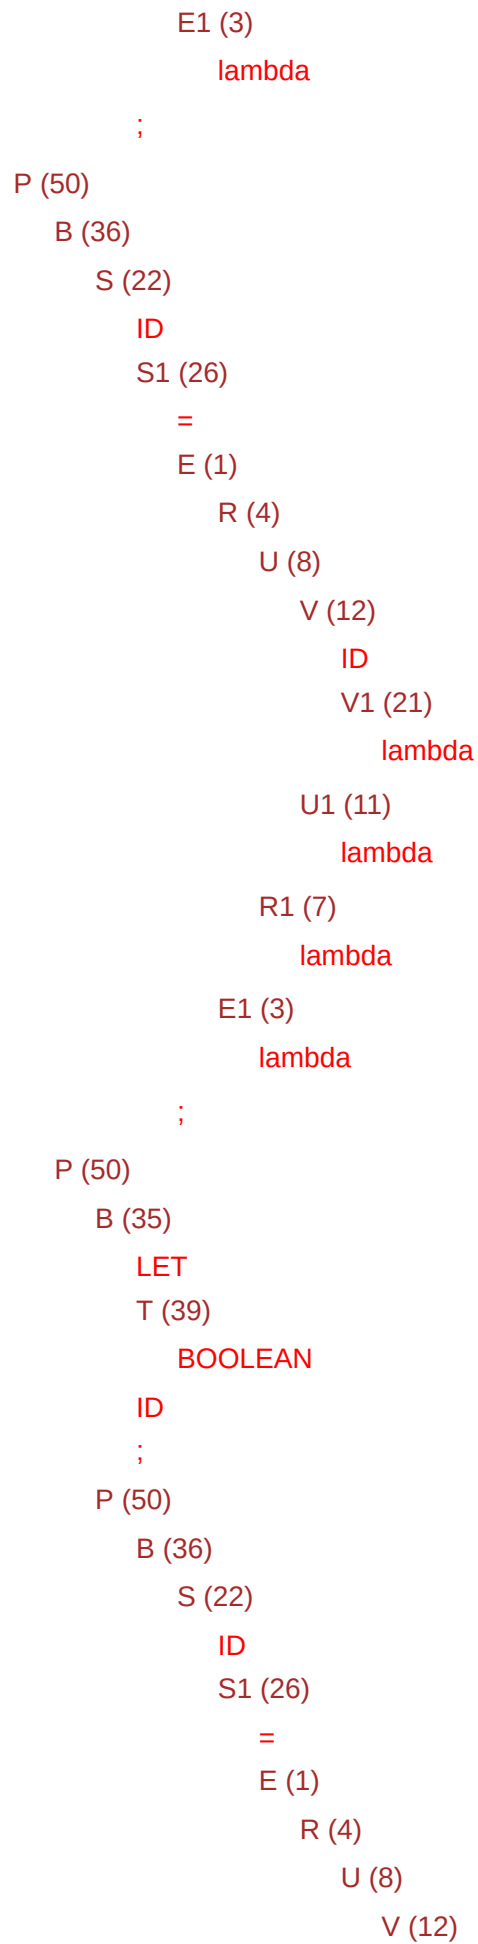 E1 (3)
lambda
;
P (50)
B (36)
S (22)
ID
S1 (26)
=
E (1)
R (4)
U (8)
V (12)
ID
V1 (21)
lambda
U1 (11)
lambda
R1 (7)
lambda
E1 (3)
lambda
;
P (50)
B (35)
LET
T (39)
BOOLEAN
ID
;
P (50)
B (36)
S (22)
ID
S1 (26)
=
E (1)
R (4)
U (8)
V (12)